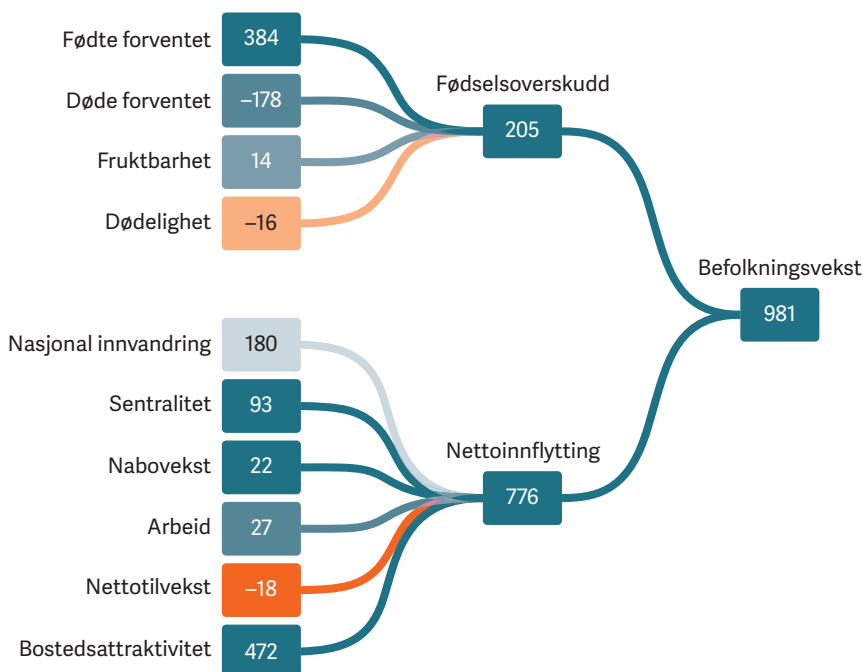 Fødte forventet 384
Døde forventet –178
Fruktbarhet 14
Dødelighet –16
Fødselsoverskudd
205
Nasjonal innvandring 180
Sentralitet 93
Nabovekst 22
Arbeid 27
Nettotilvekst –18
Bostedsattraktivitet 472
Nettoinnflytting
776
Befolkningsvekst
981